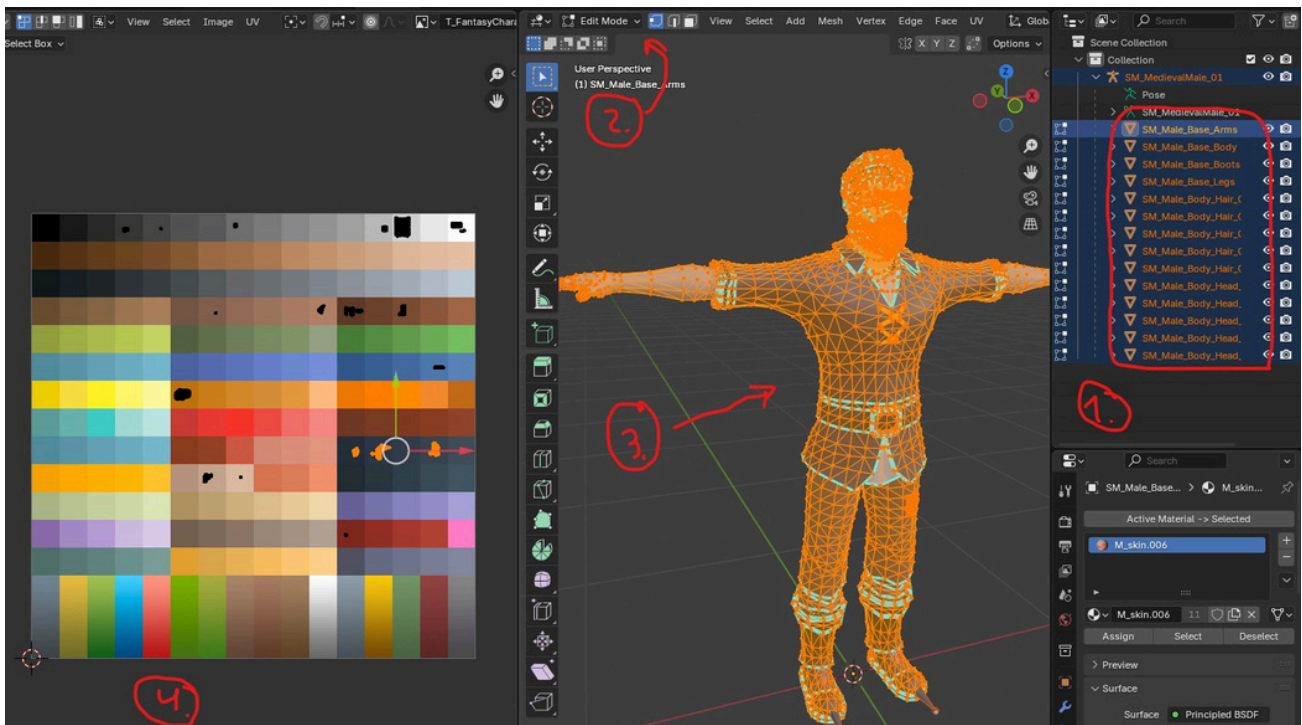 View Select Image UV
T_FantasyChara
Select Box
4.
Edit Mode
View Select Add Mesh Vertex Edge Face UV
Glob
X Y Z
Options
User Perspective
(1) SM_Male_Base_Arms
Z
Y
X
2.
3.
Search
Scene Collection
Collection
SM_MedievalMale_01
Pose
SM_MedievalMale_01
SM_Male_Base_Arms
SM_Male_Base_Body
SM_Male_Base_Boots
SM_Male_Base_Legs
SM_Male_Body_Hair_(
SM_Male_Body_Hair_(
SM_Male_Body_Hair_(
SM_Male_Body_Hair_(
SM_Male_Body_Hair_(
SM_Male_Body_Head_
SM_Male_Body_Head_
SM_Male_Body_Head_
SM_Male_Body_Head_
SM_Male_Body_Head_
1.
Search
SM_Male_Base... > M_skin...
Active Material -> Selected
M_skin.006
M_skin.006 11
Assign Select Deselect
Preview
Surface
Surface Principled BSDF